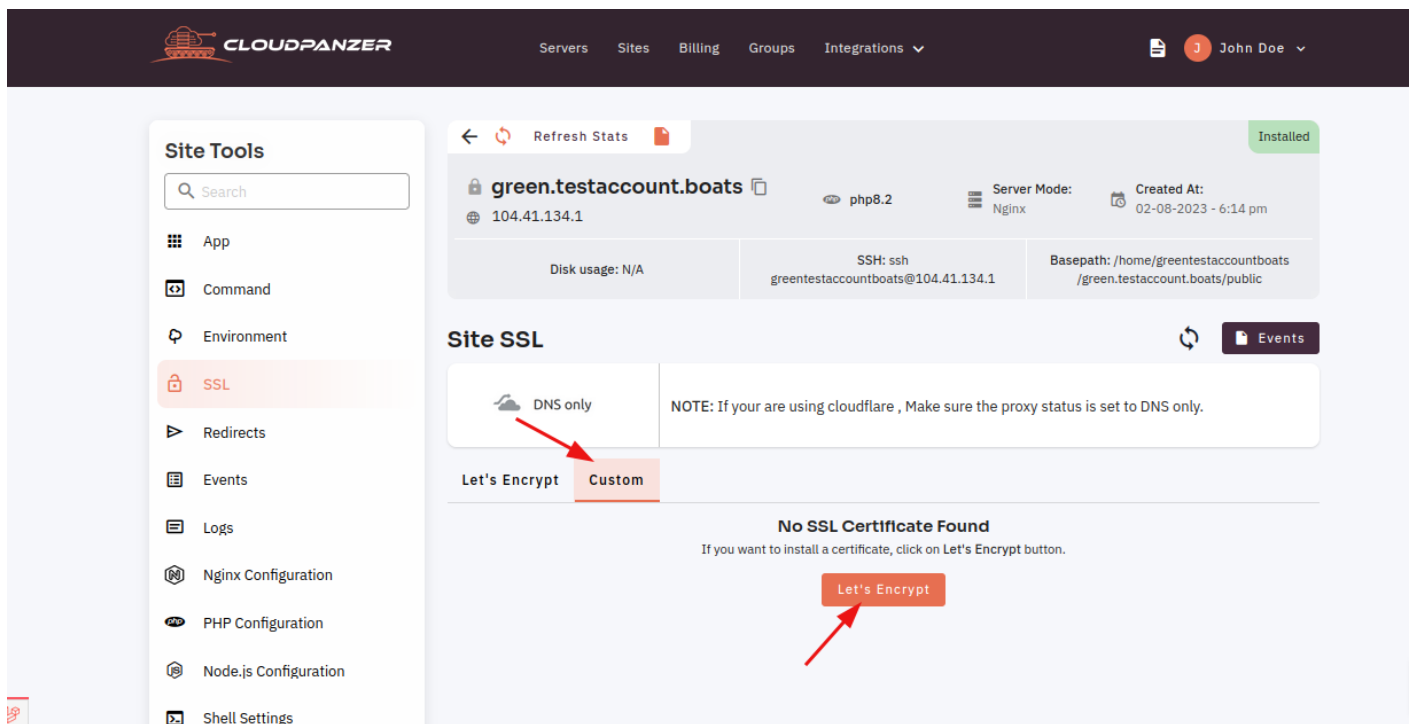 CLOUDPANZER
Servers Sites Billing Groups Integrations
J John Doe
Site Tools
Search
App
Command
Environment
SSL
Redirects
Events
Logs
Nginx Configuration
PHP Configuration
Node.js Configuration
Shell Settings
Refresh Stats
Installed
green.testaccount.boats
104.41.134.1
php php8.2
Server Mode:
Nginx
Created At:
02-08-2023 - 6:14 pm
Disk usage: N/A
SSH: ssh
greentestaccountboats@104.41.134.1
Basepath: /home/greentestaccountboats
/green.testaccount.boats/public
Site SSL
Events
DNS only
NOTE: If your are using cloudflare , Make sure the proxy status is set to DNS only.
Let's Encrypt Custom
No SSL Certificate Found
If you want to install a certificate, click on Let's Encrypt button.
Let's Encrypt